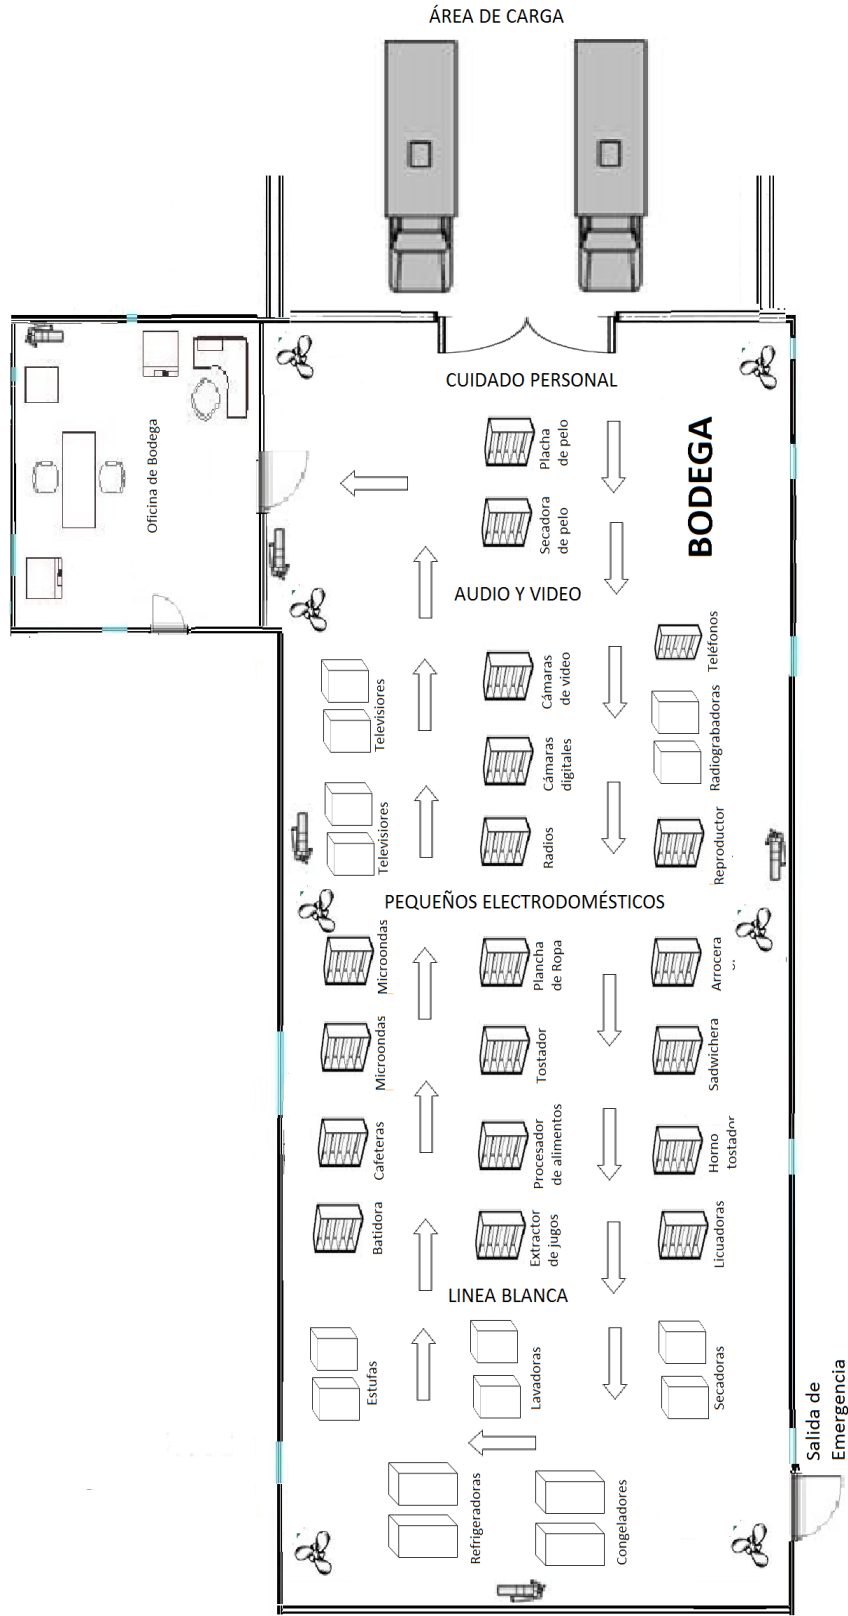 ÁREA DE CARGA
CUIDADO PERSONAL
BODEGA
Oficina de Bodega
Placha
de pelo
Secadora
de pelo
AUDIO Y VIDEO
Teléfonos
Televisiores
Cámaras
de video
Radiograbadoras
Cámaras
digitales
Televisiores
Radios
Reproductor
PEQUEÑOS ELECTRODOMÉSTICOS
Microondas
Plancha
de Ropa
Arrocera
Microondas
Tostador
Sadwichera
Cafeteras
Procesador
de alimentos
Horno
tostador
Batidora
Extractor
de jugos
Licuadoras
LINEA BLANCA
Estufas
Lavadoras
Secadoras
Salida de
Emergencia
Refrigeradoras
Congeladores